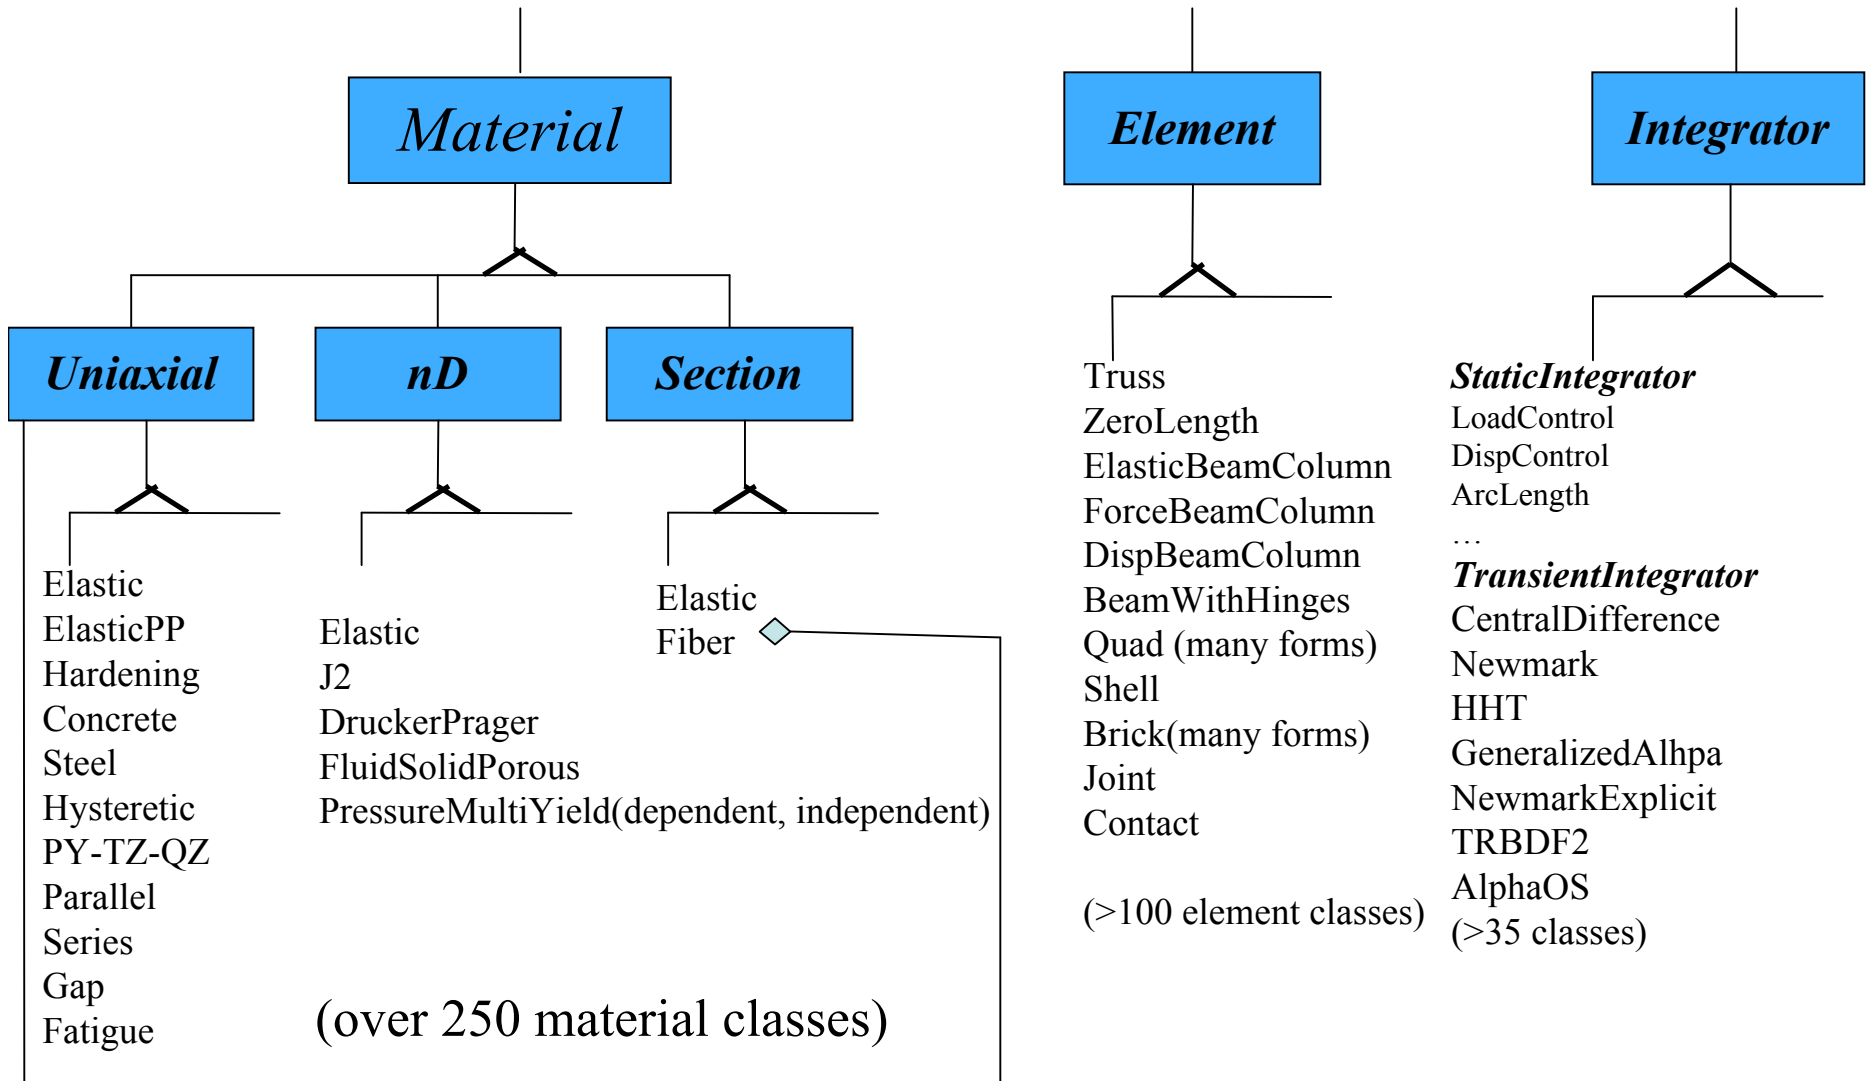 Material
Uniaxial
nD
Section
Elastic
ElasticPP
Hardening
Concrete
Steel
Hysteretic
PY-TZ-QZ
Parallel
Series
Gap
Fatigue
Elastic
J2
DruckerPrager
FluidSolidPorous
PressureMultiYield(dependent, independent)
Elastic
Fiber
(over 250 material classes)
Element
Truss
ZeroLength
ElasticBeamColumn
ForceBeamColumn
DispBeamColumn
BeamWithHinges
Quad (many forms)
Shell
Brick(many forms)
Joint
Contact
(>100 element classes)
Integrator
StaticIntegrator
LoadControl
DispControl
ArcLength
…
TransientIntegrator
CentralDifference
Newmark
HHT
GeneralizedAlhpa
NewmarkExplicit
TRBDF2
AlphaOS
(>35 classes)